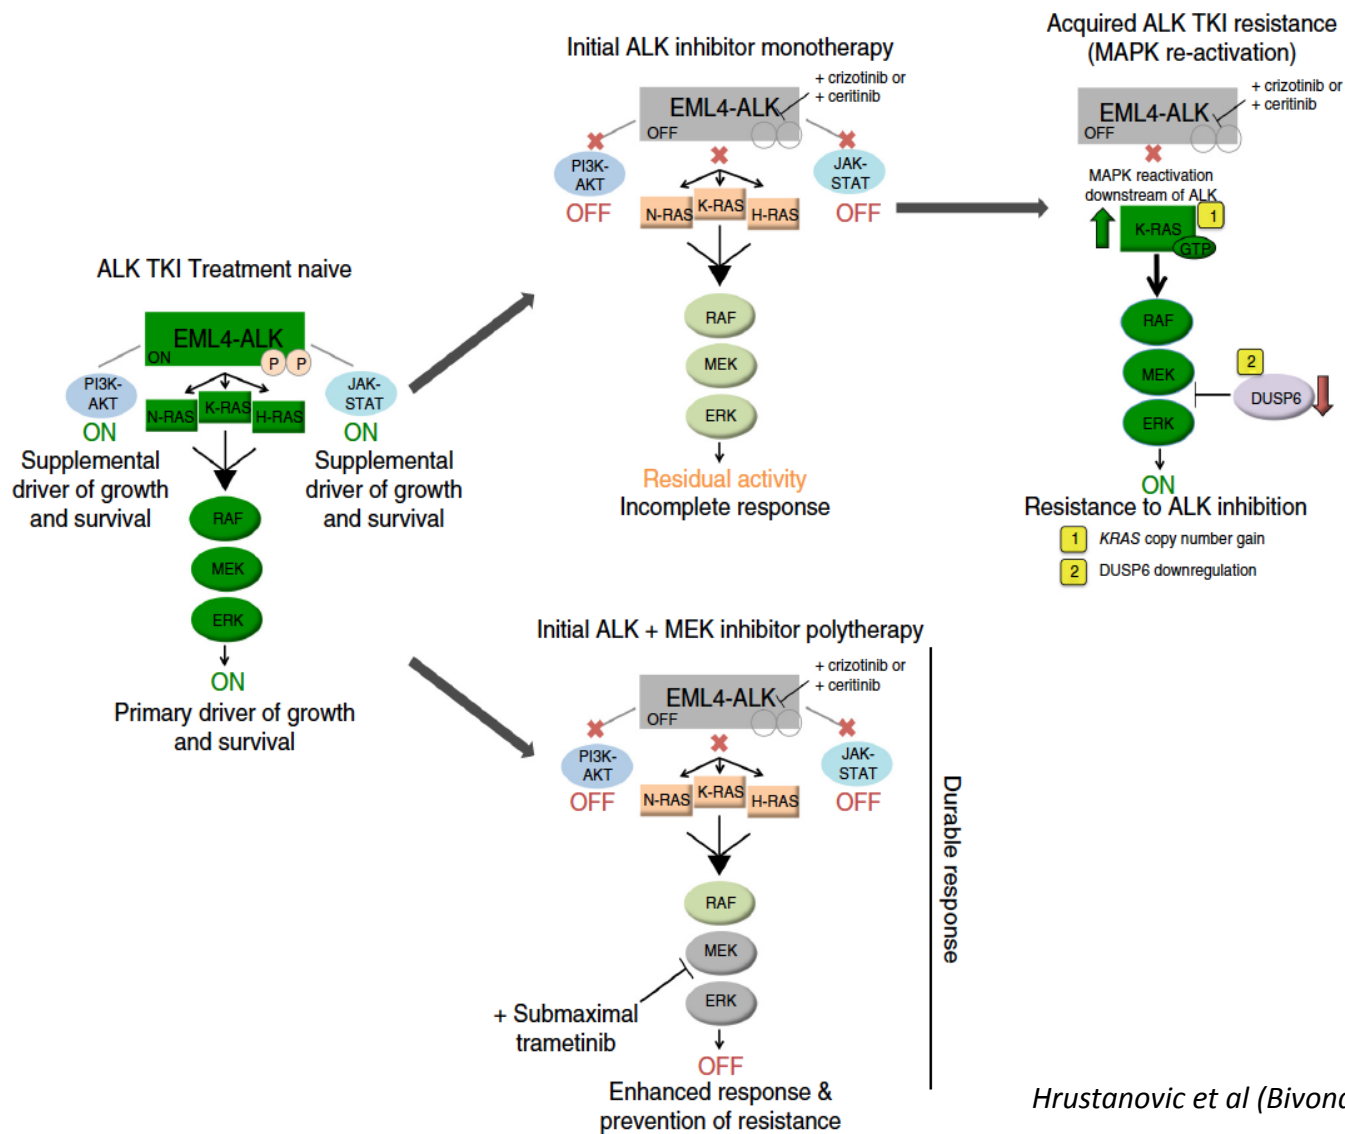 ALK TKI Treatment naive
EML4-ALK
ON
P P
PI3K-
AKT
ON
Supplemental
driver of growth
and survival
N-RAS K-RAS H-RAS
JAK-
STAT
ON
Supplemental
driver of growth
and survival
RAF
MEK
ERK
ON
Primary driver of growth
and survival
Initial ALK inhibitor monotherapy
+ crizotinib or
+ ceritinib
EML4-ALK
OFF
PI3K-
AKT
OFF
N-RAS K-RAS H-RAS
JAK-
STAT
OFF
RAF
MEK
ERK
Residual activity
Incomplete response
Acquired ALK TKI resistance
(MAPK re-activation)
+ crizotinib or
+ ceritinib
EML4-ALK
OFF
MAPK reactivation
downstream of ALK
K-RAS
1
GTP
RAF
MEK
2
DUSP6
ERK
ON
Resistance to ALK inhibition
1 KRAS copy number gain
2 DUSP6 downregulation
Initial ALK + MEK inhibitor polytherapy
+ crizotinib or
+ ceritinib
EML4-ALK
OFF
PI3K-
AKT
OFF
N-RAS K-RAS H-RAS
JAK-
STAT
OFF
RAF
MEK
ERK
+ Submaximal
trametinib
OFF
Enhanced response &
prevention of resistance
Durable response
Hrustanovic et al (Bivona